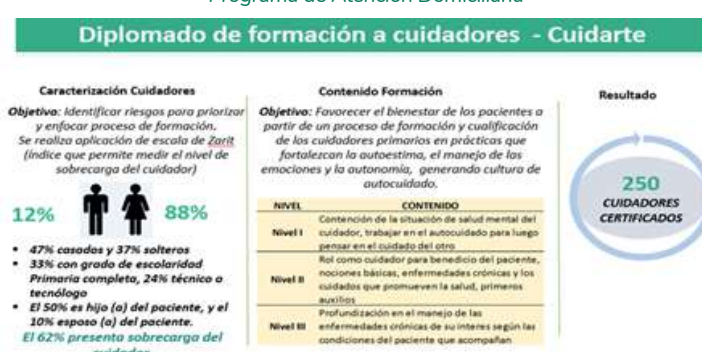 Programa de Atención Domiciliaria
Diplomado de formación a cuidadores - Cuidarte
Caracterización Cuidadores
Objetivo: Identificar riesgos para priorizar
y enfocar proceso de formación.
Se realiza aplicación de escala de Zarit
(índice que permite medir el nivel de
sobrecarga del cuidador)
12%
88%
• 47% casados y 37% solteros
• 33% con grado de escolaridad
Primaria completa, 24% técnico o
tecnólogo
• El 50% es hijo (a) del paciente, y el
10% esposo (a) del paciente.
El 62% presenta sobrecarga del
cuidador
Contenido Formación
Objetivo: Favorecer el bienestar de los pacientes a
partir de un proceso de formación y cualificación
de los cuidadores primarios en prácticas que
fortalezcan la autoestima, el manejo de las
emociones y la autonomía, generando cultura de
autocuidado.
NIVEL CONTENIDO
Nivel I
Contención de la situación de salud mental del
cuidador, trabajar en el autocuidado para luego
pensar en el cuidado del otro
Nivel II
Rol como cuidador para benedicio del paciente,
nociones básicas, enfermedades crónicas y los
cuidados que promueven la salud, primeros
auxilios
Nivel III
Profundización en el manejo de las
enfermedades crónicas de su interes según las
condiciones del paciente que acompañan
Resultado
250
CUIDADORES
CERTIFICADOS